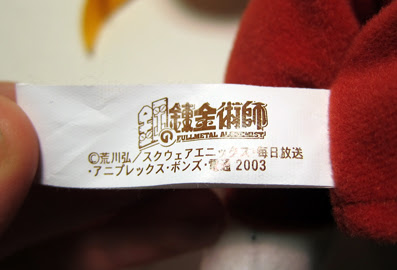 鋼の錬金術師
FULLMETAL ALCHEMIST
©荒川弘/スクウェアエニックス・毎日放送
・アニプレックス・ボンズ・電通 2003